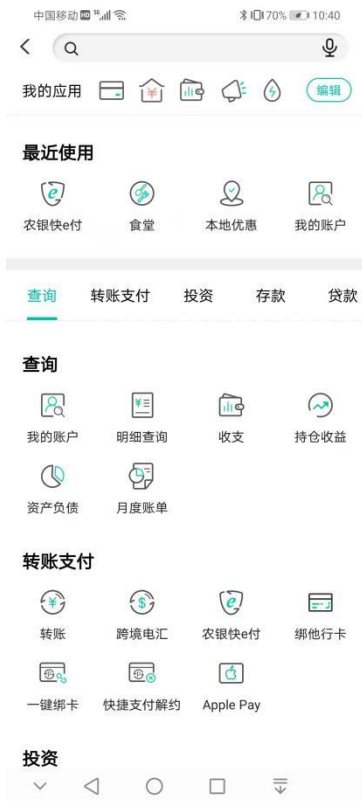 中国移动 HD 70% 10:40
我的应用 编辑
最近使用
农银快e付 食堂 本地优惠 我的账户
查询 转账支付 投资 存款 贷款
查询
我的账户 明细查询 收支 持仓收益
资产负债 月度账单
转账支付
转账 跨境电汇 农银快e付 绑他行卡
一键绑卡 快捷支付解约 Apple Pay
投资